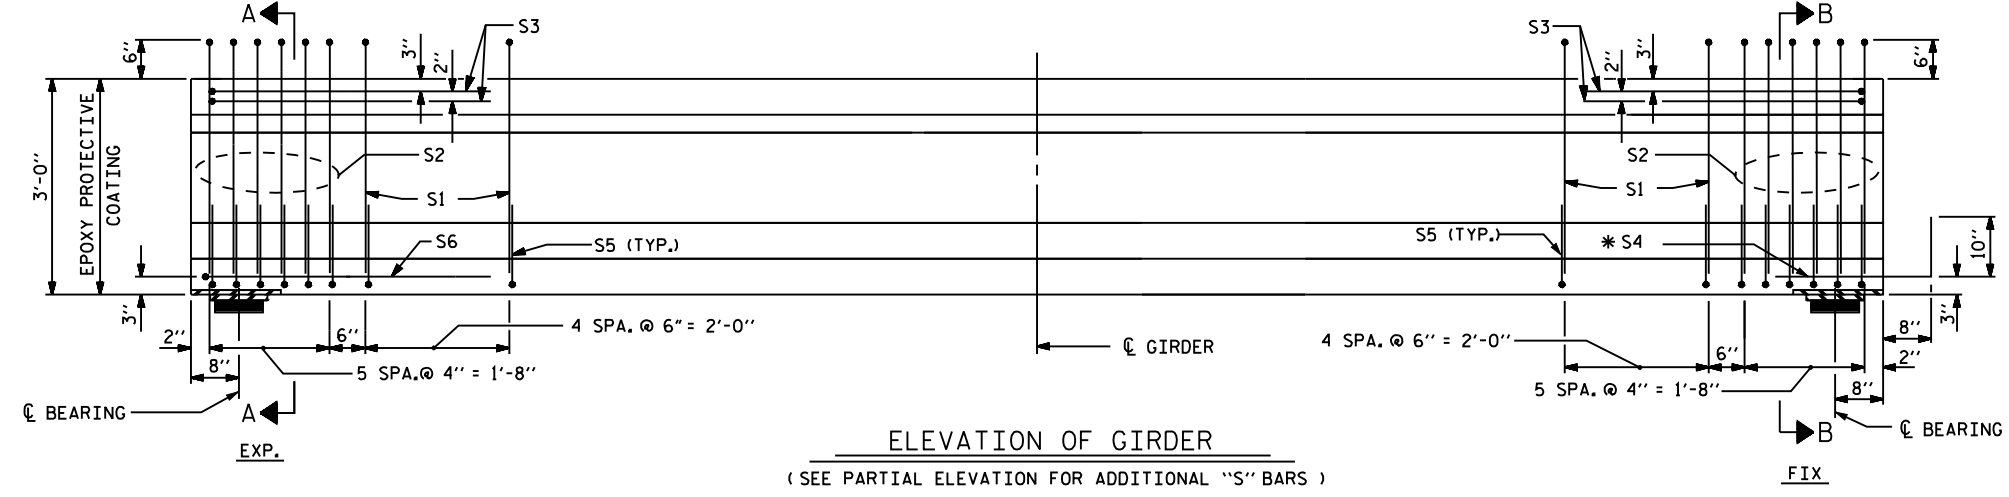 A
B
S3
S3
6"
3"
2"
2"
3"
6"
3'-0"
EPOXY PROTECTIVE
COATING
S2
S2
S1
S1
S6
S5 (TYP.)
S5 (TYP.)
* S4
10"
3"
3"
2"
6"
4 SPA. @ 6" = 2'-0"
8"
5 SPA.@ 4" = 1'-8"
℄ GIRDER
4 SPA. @ 6" = 2'-0"
6"
8"
2"
5 SPA. @ 4" = 1'-8"
8"
℄ BEARING
A
EXP.
B
℄ BEARING
FIX
ELEVATION OF GIRDER
( SEE PARTIAL ELEVATION FOR ADDITIONAL "S" BARS )